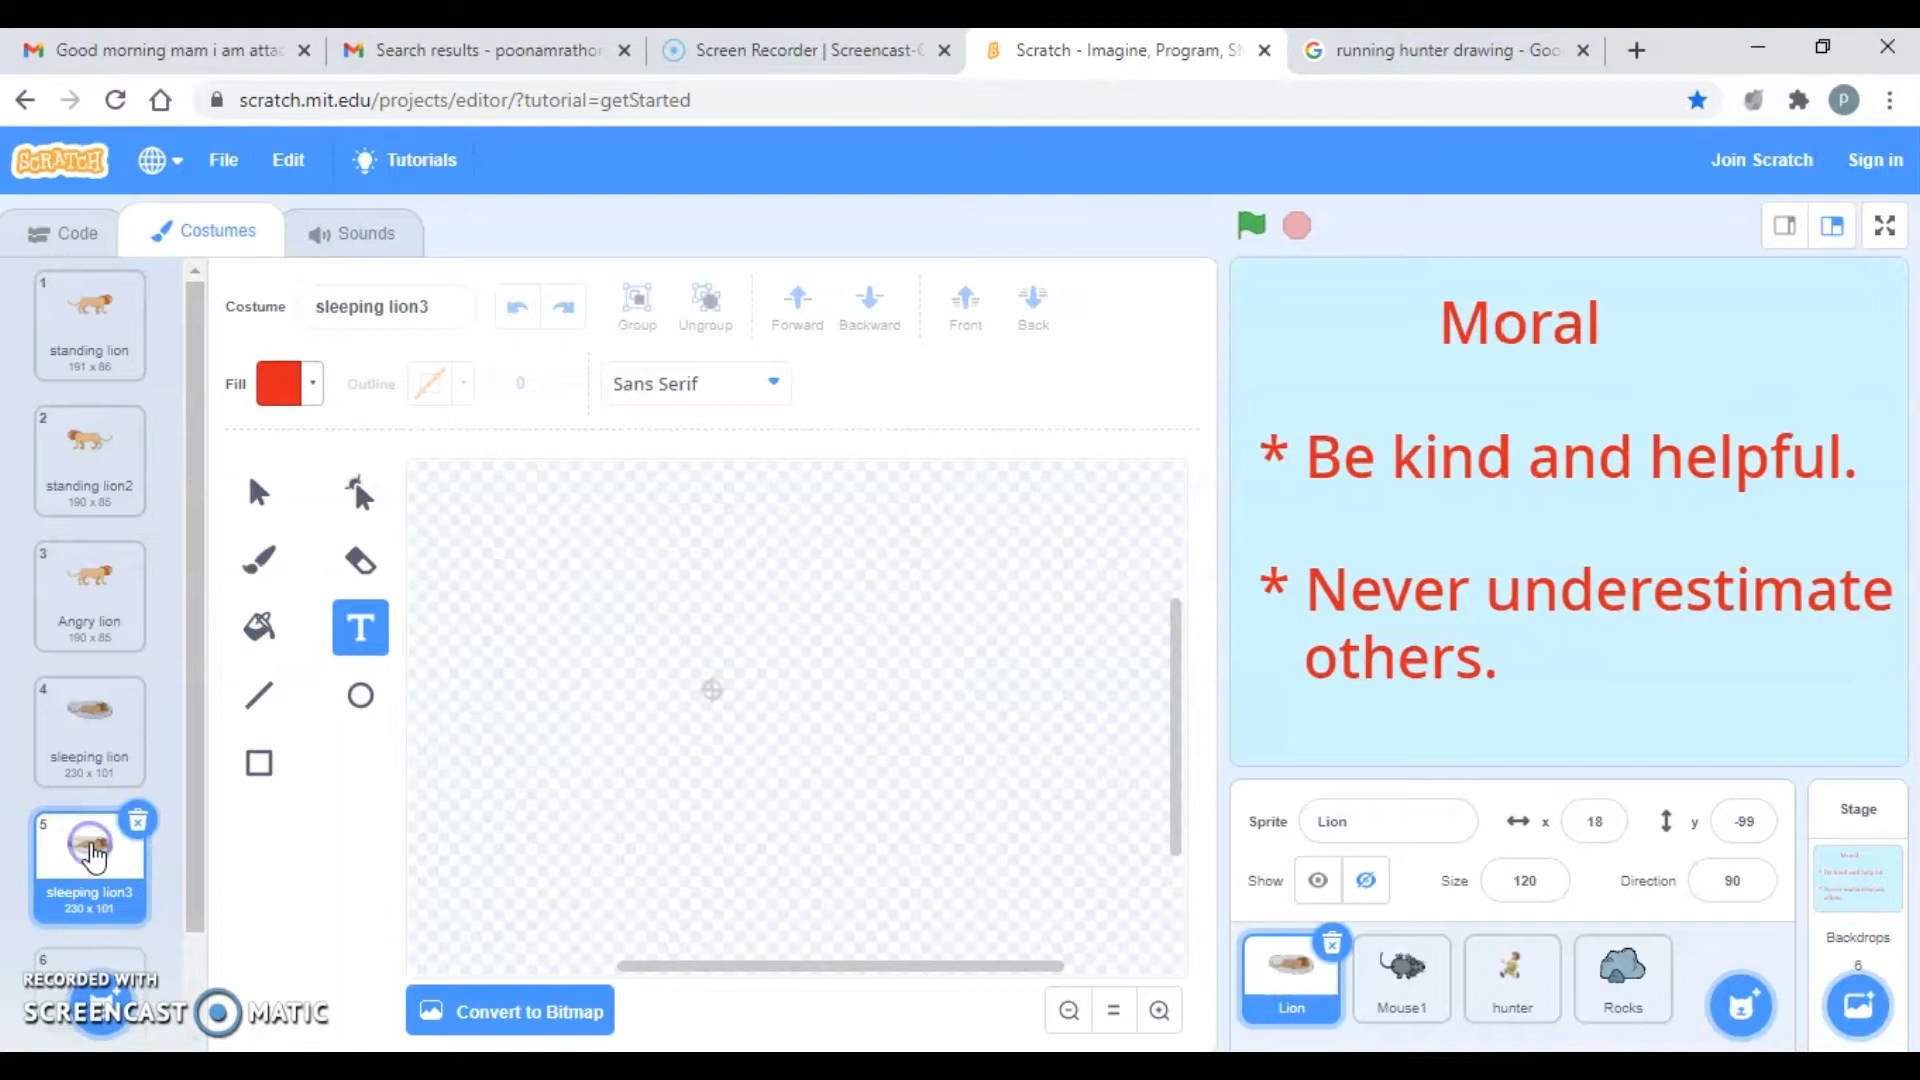 Good morning mam i am atta
Search results - poonamrathor
Screen Recorder | Screencast-O
Scratch - Imagine, Program, Sh
running hunter drawing - Goo
scratch.mit.edu/projects/editor/?tutorial=getStarted
P
SCRATCH
File
Edit
Tutorials
Join Scratch
Sign in
Code
Costumes
Sounds
1
standing lion
191 x 86
2
standing lion2
190 x 85
3
Angry lion
190 x 85
4
sleeping lion
230 x 101
5
sleeping lion3
230 x 101
6
Costume
sleeping lion3
Group
Ungroup
Forward
Backward
Front
Back
Fill
Outline
0
Sans Serif
T
Convert to Bitmap
Moral
* Be kind and helpful.
* Never underestimate
others.
Sprite
Lion
x
18
y
-99
Show
Size
120
Direction
90
Lion
Mouse1
hunter
Rocks
Stage
Moral
Backdrops
6
RECORDED WITH
SCREENCAST MATIC